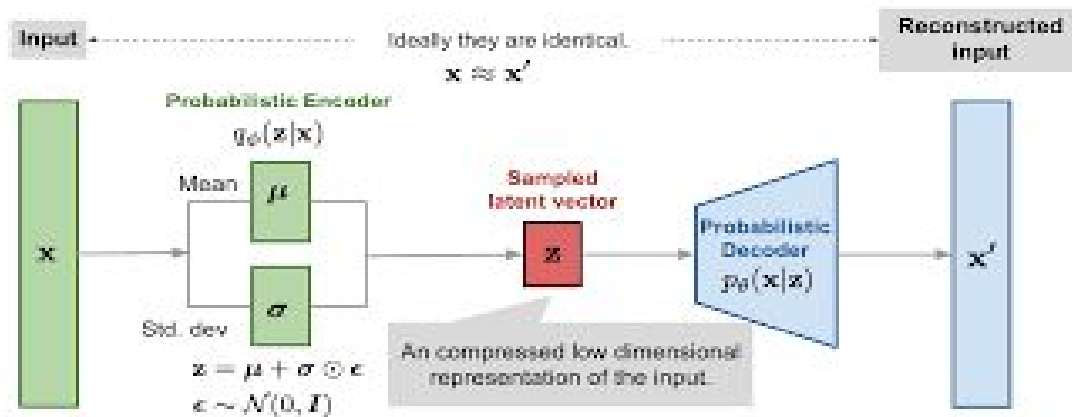 Input
Ideally they are identical.
x ≈ x′
Reconstructed
input
Probabilistic Encoder
qϕ(z|x)
Mean
μ
Sampled
latent vector
x
z
Probabilistic
Decoder
pθ(x|z)
x′
σ
Std. dev
z = μ + σ ⊙ ϵ
ϵ ∼ N(0, I)
An compressed low dimensional
representation of the input.